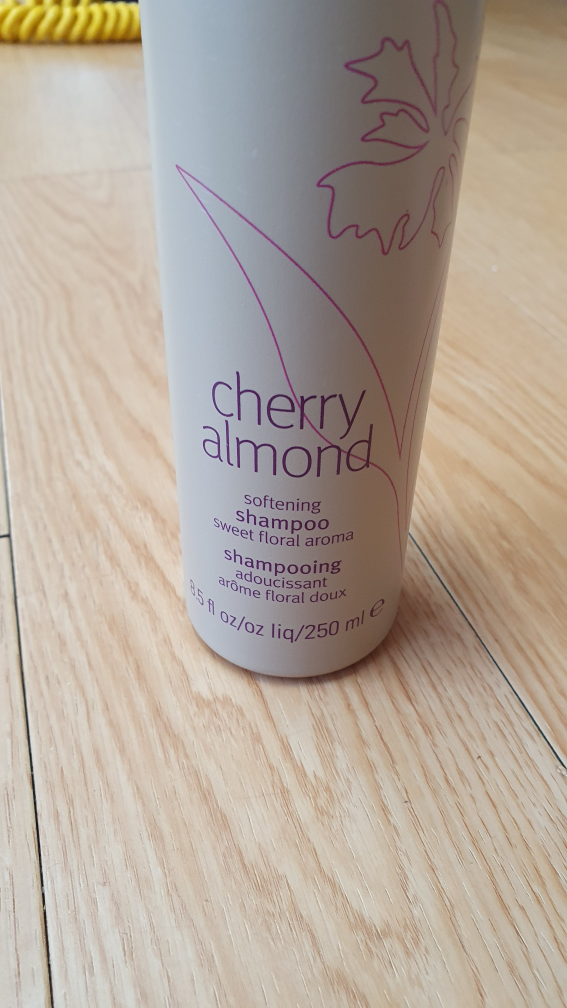 cherry
almond
softening
shampoo
sweet floral aroma
shampooing
adoucissant
arôme floral doux
8.5 fl oz/oz liq/250 ml e